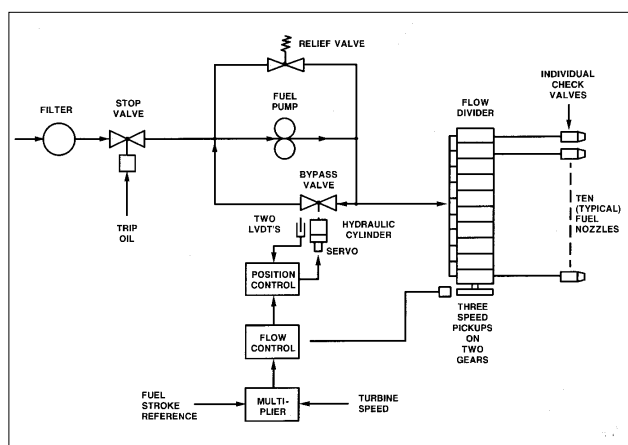 RELIEF VALVE
FILTER
STOP
VALVE
FUEL
PUMP
FLOW
DIVIDER
INDIVIDUAL
CHECK
VALVES
BYPASS
VALVE
TRIP
OIL
TWO
LVDT'S
HYDRAULIC
CYLINDER
SERVO
TEN
(TYPICAL)
FUEL
NOZZLES
POSITION
CONTROL
THREE
SPEED
PICKUPS
ON
TWO
GEARS
FLOW
CONTROL
FUEL
STROKE
REFERENCE
MULTI-
PLIER
TURBINE
SPEED